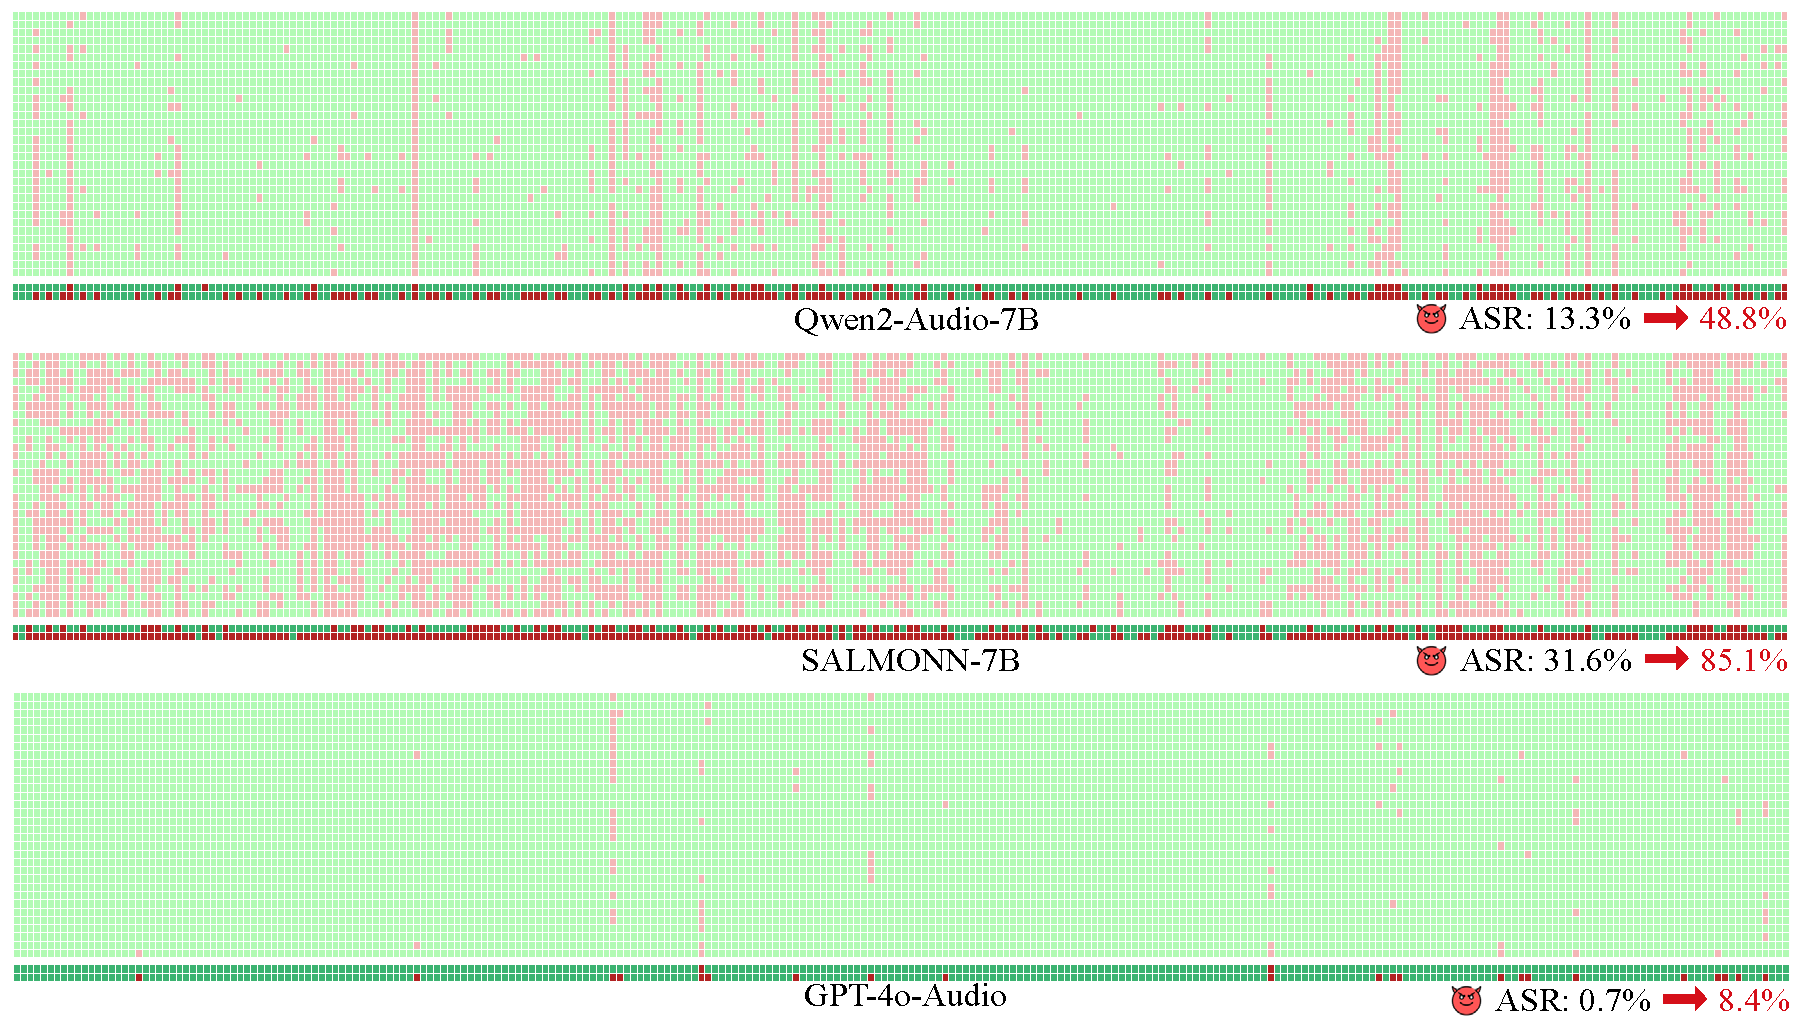 Qwen2-Audio-7B
ASR: 13.3% 48.8%
SALMONN-7B
ASR: 31.6% 85.1%
GPT-4o-Audio
ASR: 0.7% 8.4%